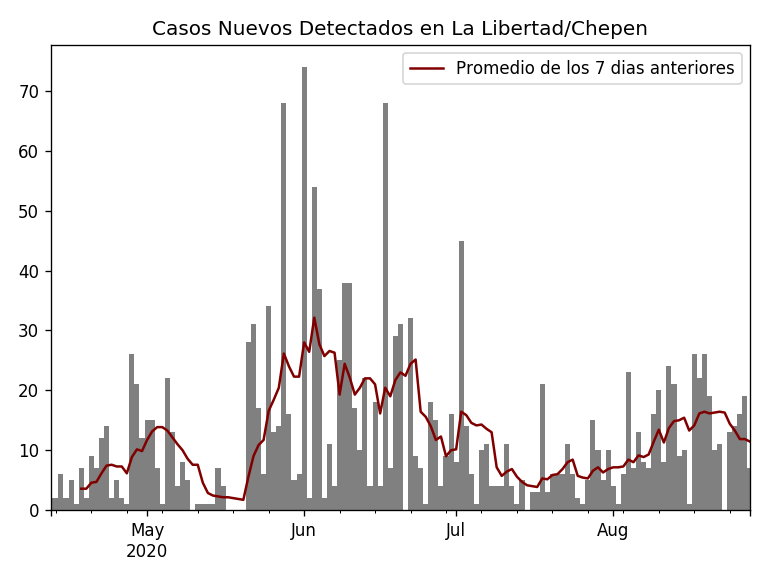 Casos Nuevos Detectados en La Libertad/Chepen
Promedio de los 7 dias anteriores
70
60
50
40
30
20
10
0
May
2020
Jun
Jul
Aug